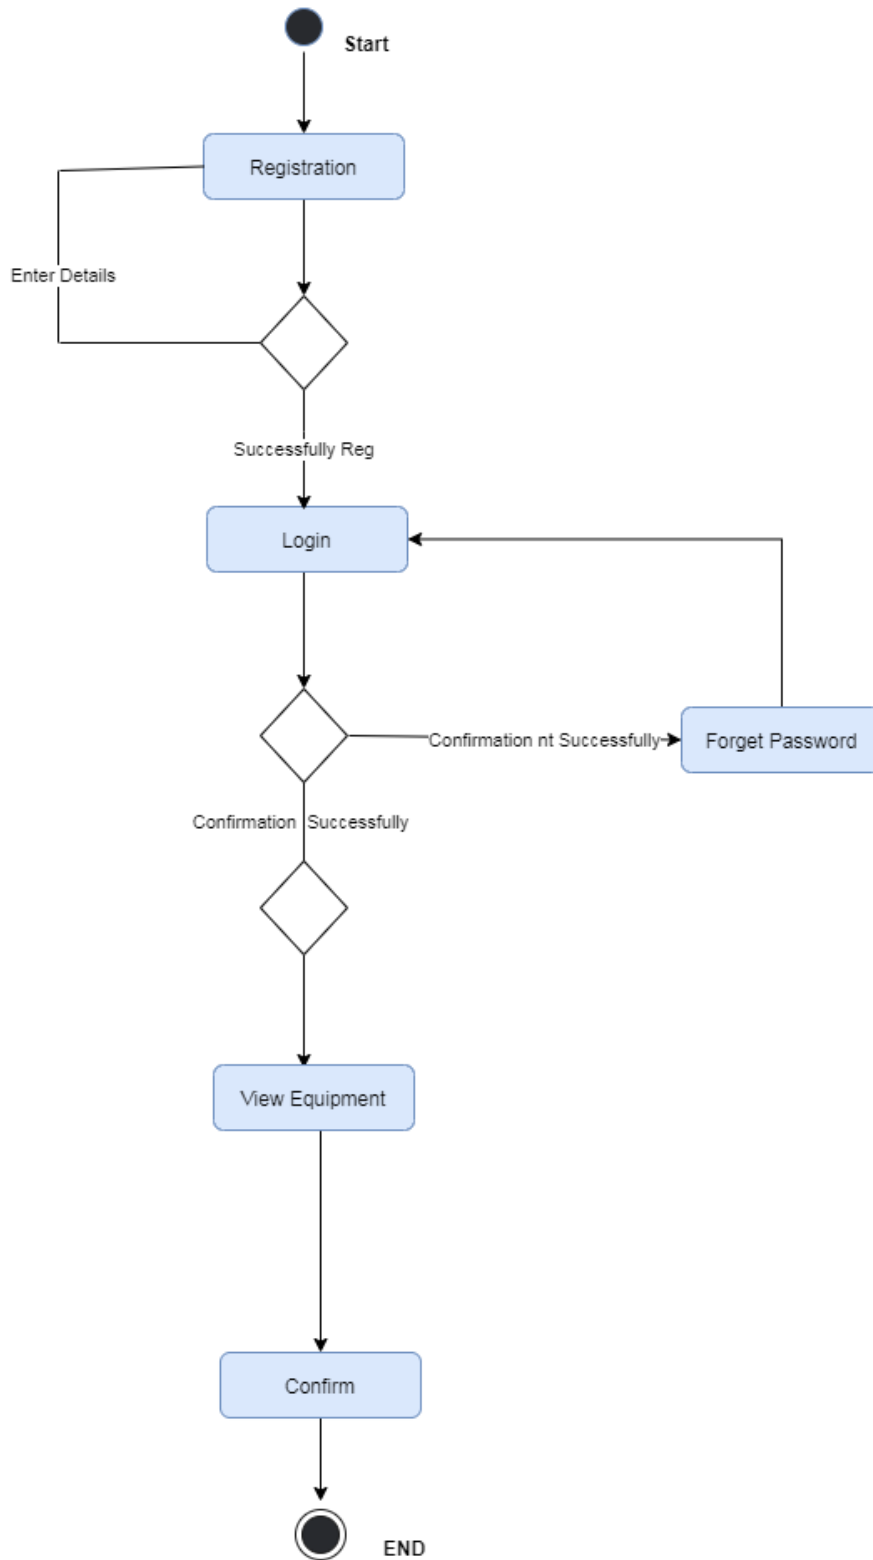 Start
Registration
Enter Details
Successfully Reg
Login
Confirmation nt Successfully
Forget Password
Confirmation Successfully
View Equipment
Confirm
END